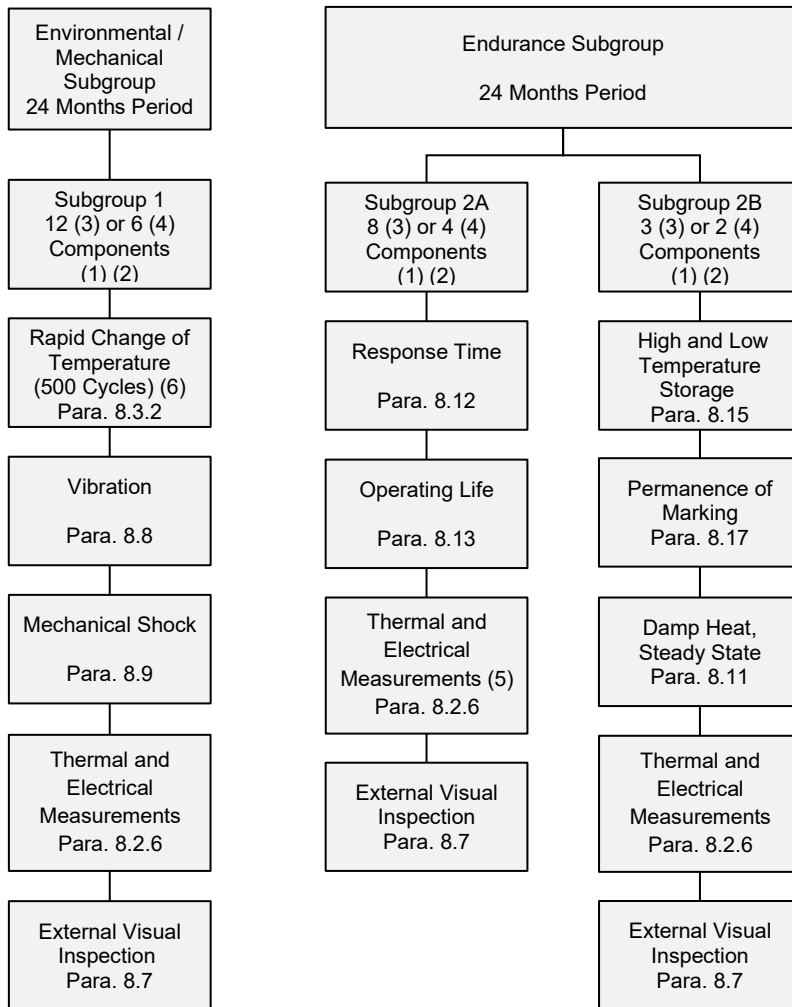 Environmental /
Mechanical
Subgroup
24 Months Period
Endurance Subgroup
24 Months Period
Subgroup 1
12 (3) or 6 (4)
Components
(1) (2)
Subgroup 2A
8 (3) or 4 (4)
Components
(1) (2)
Subgroup 2B
3 (3) or 2 (4)
Components
(1) (2)
Rapid Change of
Temperature
(500 Cycles) (6)
Para. 8.3.2
Response Time
Para. 8.12
High and Low
Temperature
Storage
Para. 8.15
Vibration
Para. 8.8
Operating Life
Para. 8.13
Permanence of
Marking
Para. 8.17
Mechanical Shock
Para. 8.9
Thermal and
Electrical
Measurements (5)
Para. 8.2.6
Damp Heat,
Steady State
Para. 8.11
Thermal and
Electrical
Measurements
Para. 8.2.6
External Visual
Inspection
Para. 8.7
Thermal and
Electrical
Measurements
Para. 8.2.6
External Visual
Inspection
Para. 8.7
External Visual
Inspection
Para. 8.7